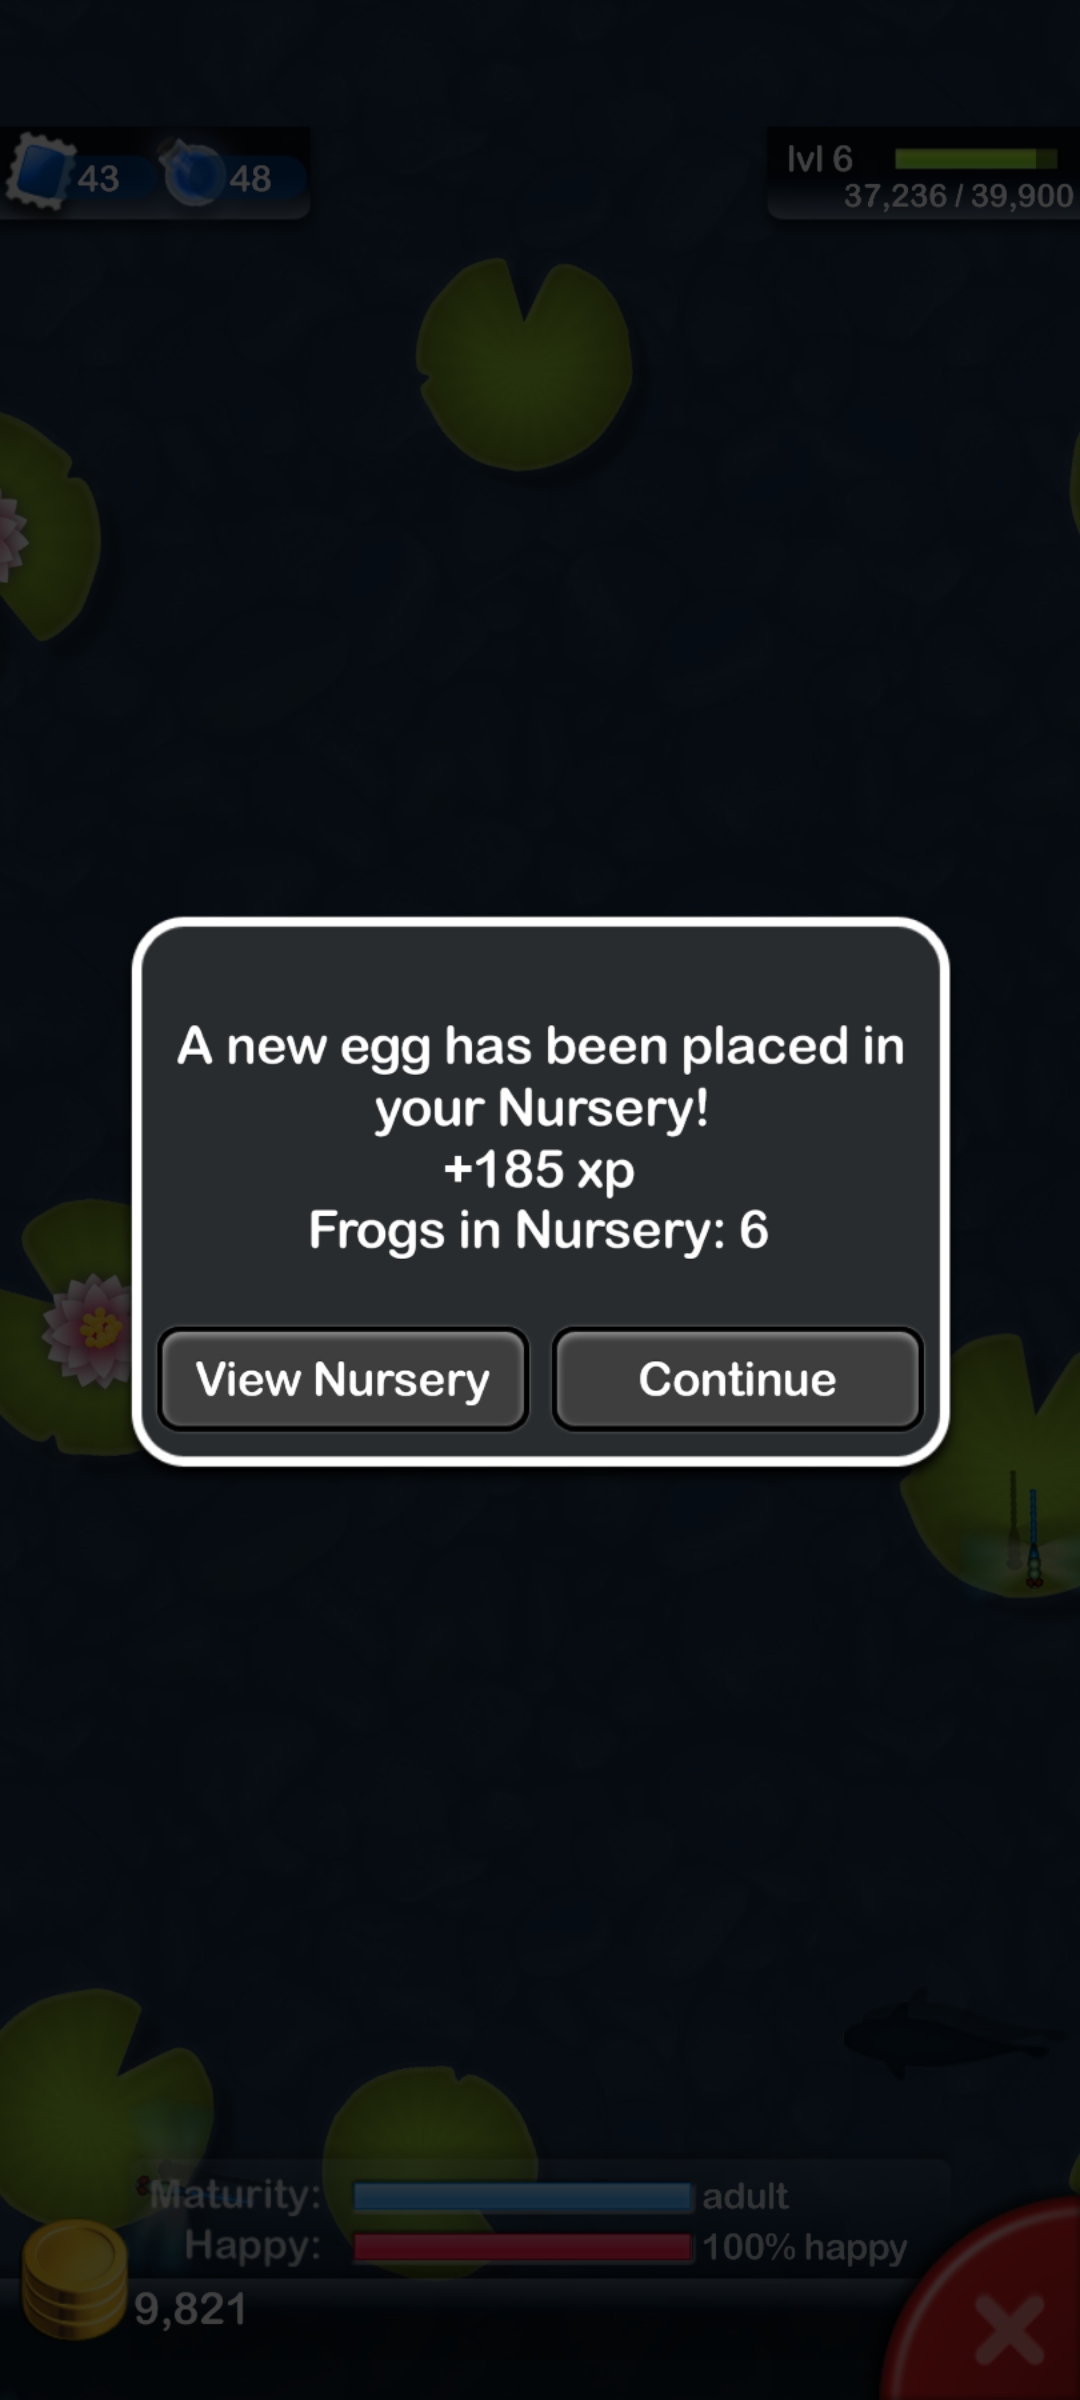 43
48
lvl 6
37,236 / 39,900
A new egg has been placed in
your Nursery!
+185 xp
Frogs in Nursery: 6
View Nursery
Continue
Maturity:
adult
Happy:
100% happy
9,821